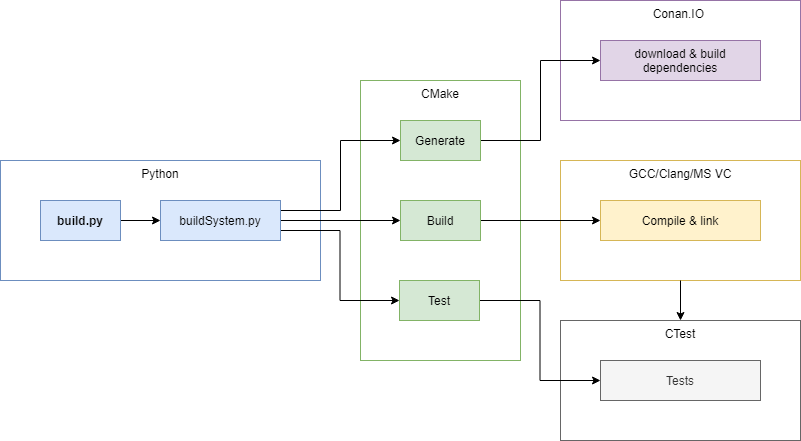 Conan.IO
download & build
dependencies
CMake
Generate
Python
build.py
buildSystem.py
Build
GCC/Clang/MS VC
Compile & link
Test
CTest
Tests